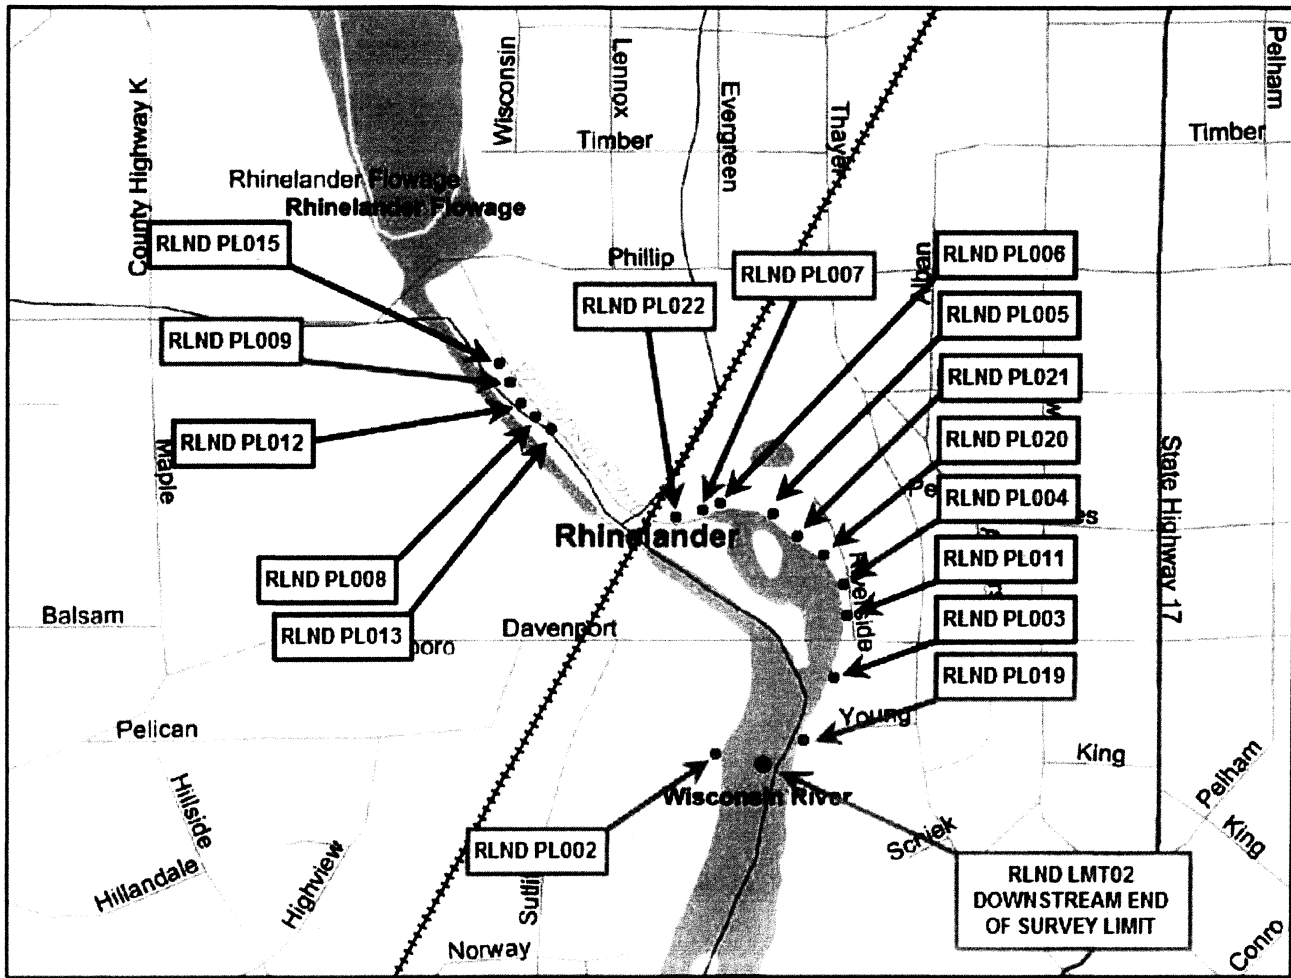 County Highway K
Wisconsin
Lennox
Evergreen
Thayer
Timber
Pelham
Timber
Rhinelander Flowage
Rhinelander Flowage
RLND PL015
Phillip
RLND PL007
RLND PL006
RLND PL022
RLND PL005
RLND PL009
RLND PL021
RLND PL012
Maple
RLND PL020
State Highway 17
RLND PL004
Rhinelander
RLND PL011
Riverside
RLND PL008
RLND PL003
Balsam
RLND PL013
Davenport
RLND PL019
Young
Pelican
King
Wisconsin River
Pelham
Hillside
King
RLND PL002
Schiek
Hillandale
Highview
RLND LMT02
DOWNSTREAM END
OF SURVEY LIMIT
Norway
Conro